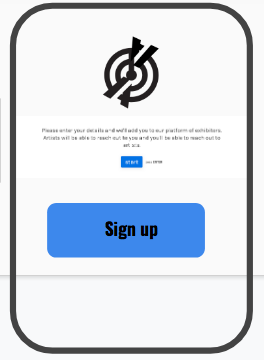 Please enter your details and we'll add you to our platform of exhibitors.
Artists will be able to reach out to you and you'll be able to reach out to
artists.
start
Sign up